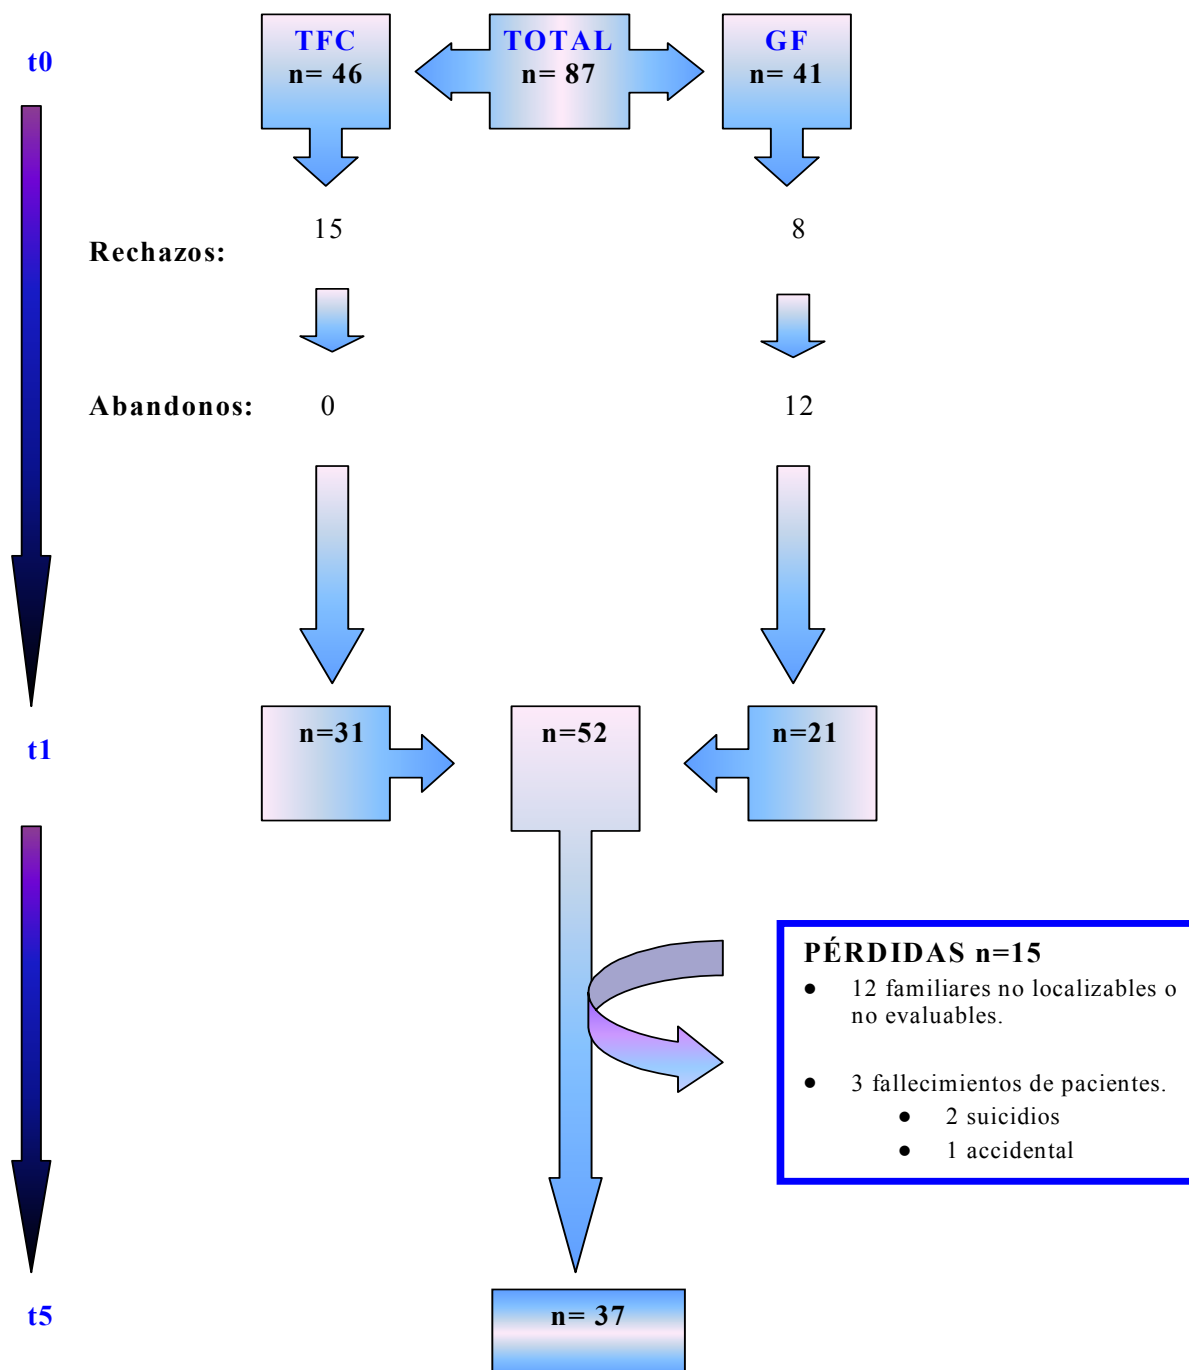 t0
TFC
n= 46
TOTAL
n= 87
GF
n= 41
Rechazos:
15
8
Abandonos:
0
12
t1
n=31
n=52
n=21
PÉRDIDAS n=15
● 12 familiares no localizables o
no evaluables.
● 3 fallecimientos de pacientes.
● 2 suicidios
● 1 accidental
t5
n= 37